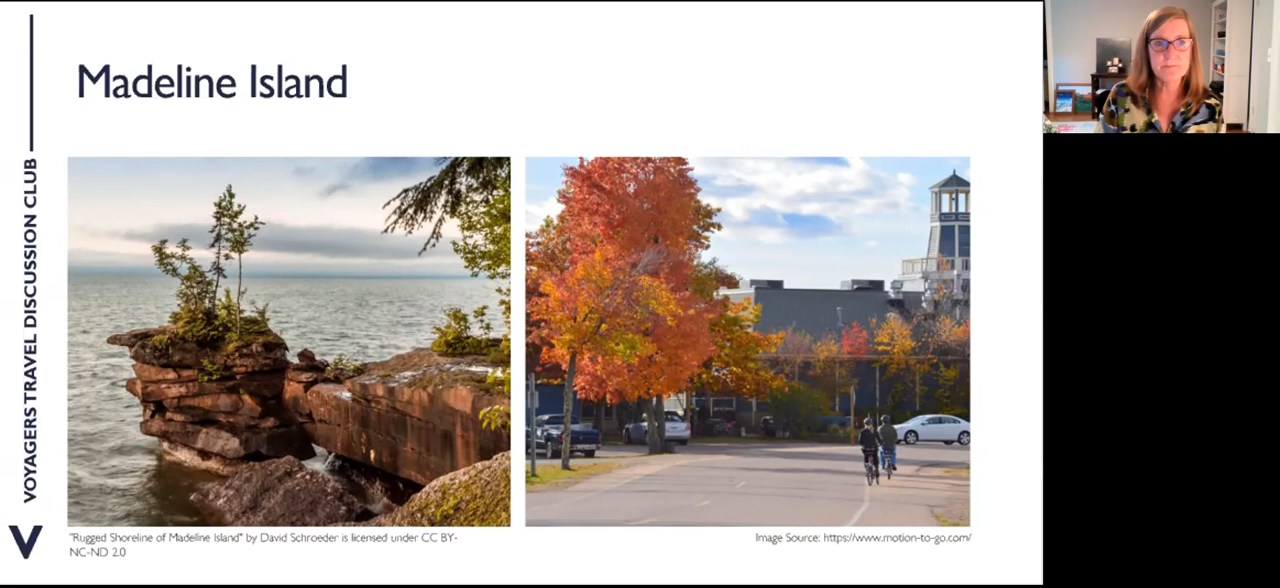 Madeline Island
VOYAGERS TRAVEL DISCUSSION CLUB
V
"Rugged Shoreline of Madeline Island" by David Schroeder is licensed under CC BY-
NC-ND 2.0
Image Source: https://www.motion-to-go.com/